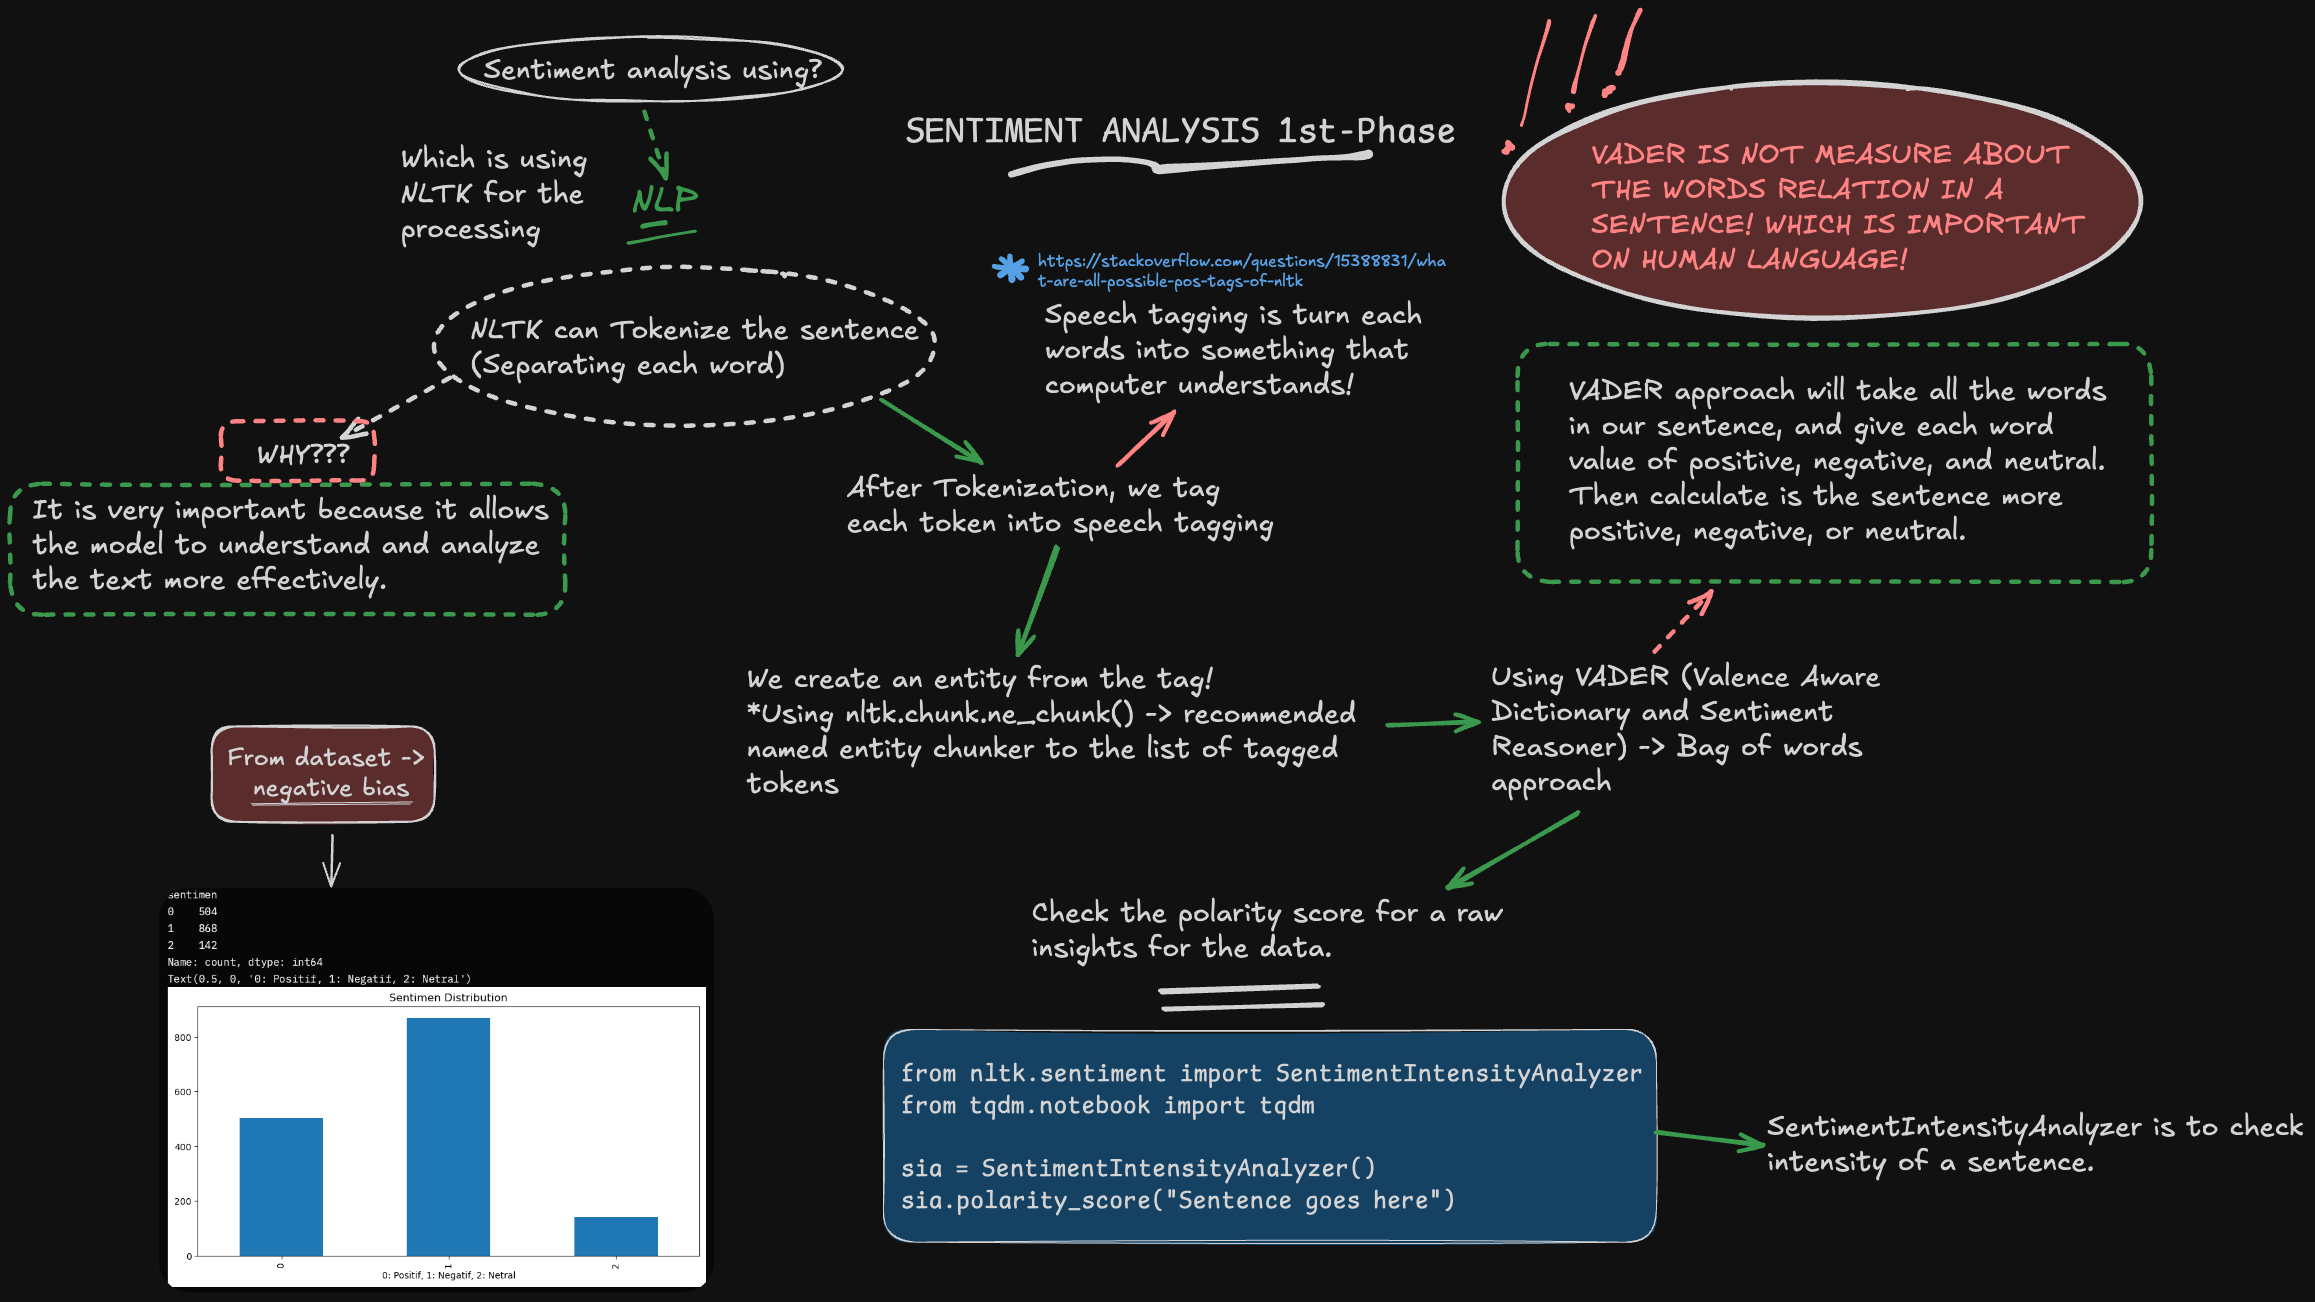 Sentiment analysis using?
Which is using
NLTK for the
processing
NLP
SENTIMENT ANALYSIS 1st-Phase
VADER IS NOT MEASURE ABOUT
THE WORDS RELATION IN A
SENTENCE! WHICH IS IMPORTANT
ON HUMAN LANGUAGE!
NLTK can Tokenize the sentence
(Separating each word)
https://stackoverflow.com/questions/15388831/wha
t-are-all-possible-pos-tags-of-nltk
Speech tagging is turn each
words into something that
computer understands!
WHY???
It is very important because it allows
the model to understand and analyze
the text more effectively.
After Tokenization, we tag
each token into speech tagging
VADER approach will take all the words
in our sentence, and give each word
value of positive, negative, and neutral.
Then calculate is the sentence more
positive, negative, or neutral.
We create an entity from the tag!
*Using nltk.chunk.ne_chunk() -> recommended
named entity chunker to the list of tagged
tokens
Using VADER (Valence Aware
Dictionary and Sentiment
Reasoner) -> Bag of words
approach
From dataset ->
negative bias
Check the polarity score for a raw
insights for the data.
sentimen
0 504
1 868
2 142
Name: count, dtype: int64
Text(0.5, 0, '0: Positif, 1: Negatif, 2: Netral')
Sentimen Distribution
800
600
400
200
0
0
1
2
0: Positif, 1: Negatif, 2: Netral
from nltk.sentiment import SentimentIntensityAnalyzer
from tqdm.notebook import tqdm
sia = SentimentIntensityAnalyzer()
sia.polarity_score("Sentence goes here")
SentimentIntensityAnalyzer is to check
intensity of a sentence.